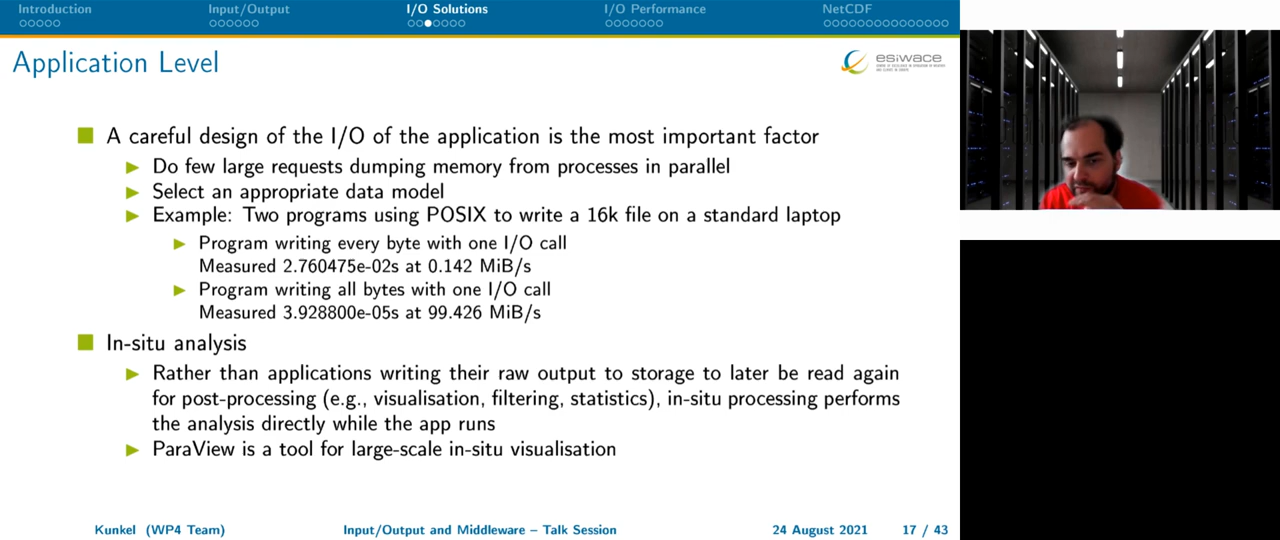 Introduction Input/Output I/O Solutions I/O Performance NetCDF
Application Level
esiwace
A careful design of the I/O of the application is the most important factor
Do few large requests dumping memory from processes in parallel
Select an appropriate data model
Example: Two programs using POSIX to write a 16k file on a standard laptop
Program writing every byte with one I/O call
Measured 2.760475e-02s at 0.142 MiB/s
Program writing all bytes with one I/O call
Measured 3.928800e-05s at 99.426 MiB/s
In-situ analysis
Rather than applications writing their raw output to storage to later be read again
for post-processing (e.g., visualisation, filtering, statistics), in-situ processing performs
the analysis directly while the app runs
ParaView is a tool for large-scale in-situ visualisation
Kunkel (WP4 Team) Input/Output and Middleware – Talk Session 24 August 2021 17 / 43